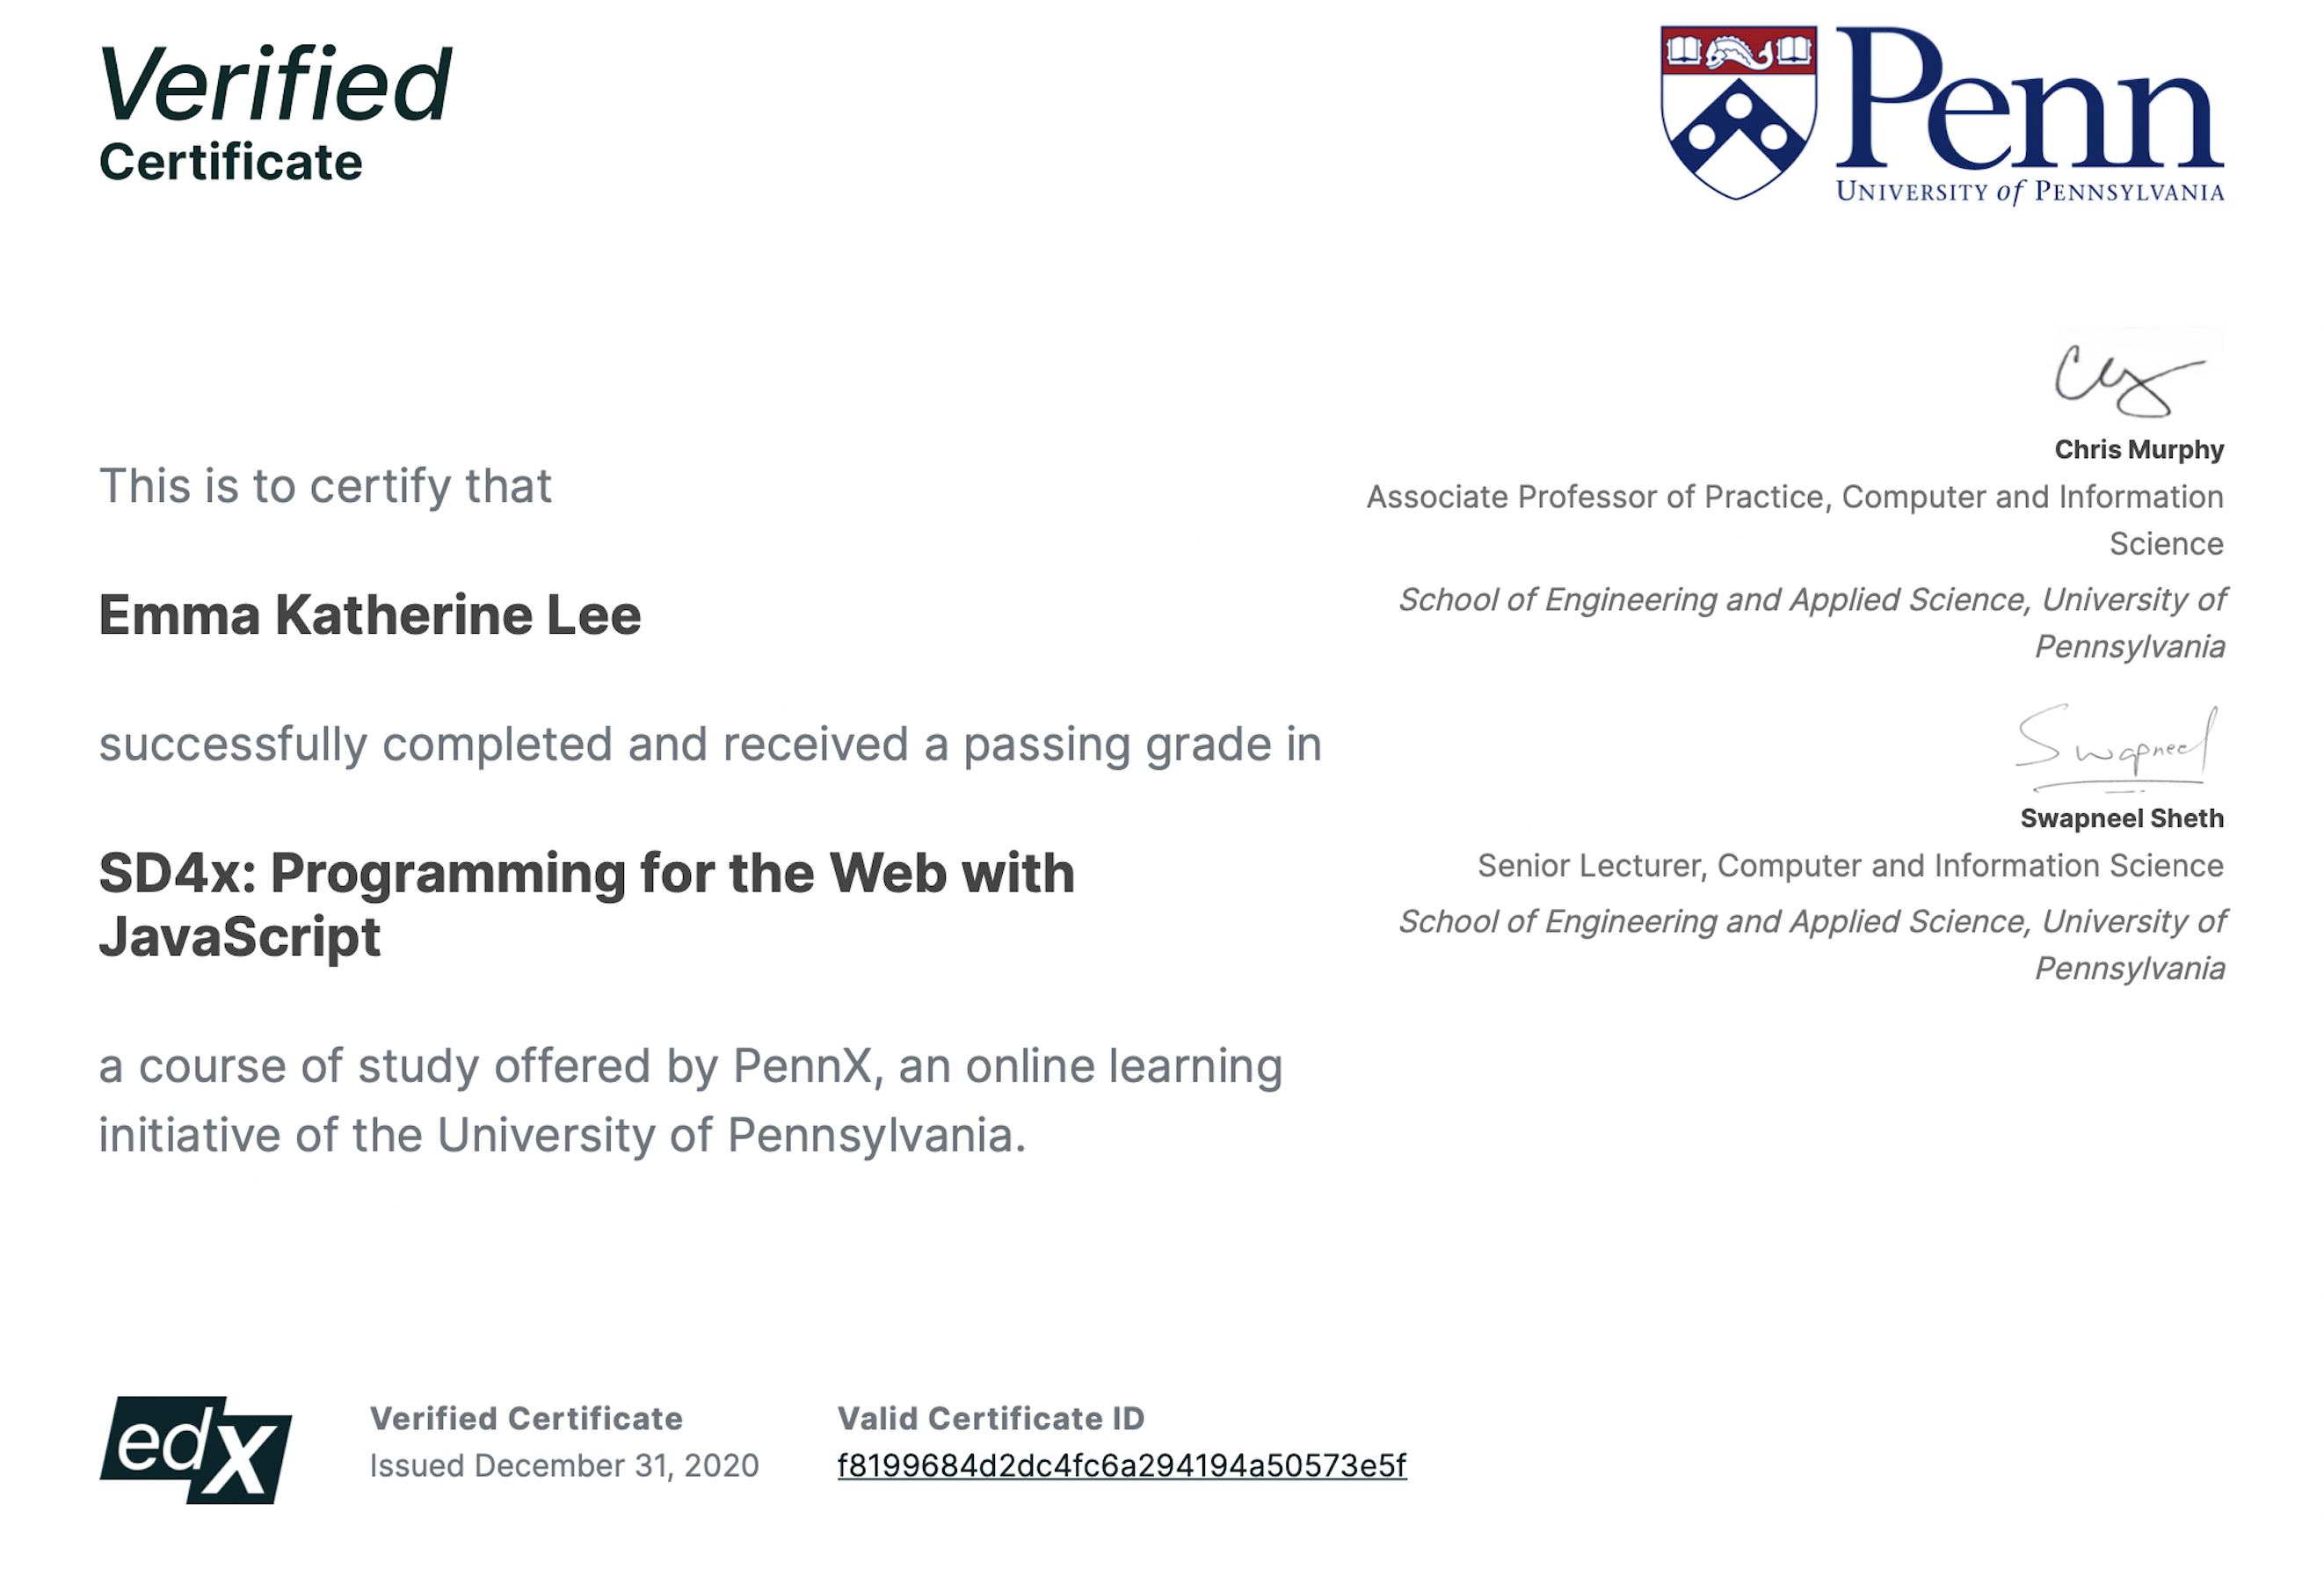 Verified
Certificate
Penn
UNIVERSITY of PENNSYLVANIA
This is to certify that
Emma Katherine Lee
successfully completed and received a passing grade in
SD4x: Programming for the Web with
JavaScript
a course of study offered by PennX, an online learning
initiative of the University of Pennsylvania.
Chris Murphy
Associate Professor of Practice, Computer and Information
Science
School of Engineering and Applied Science, University of
Pennsylvania
Swapneel
Swapneel Sheth
Senior Lecturer, Computer and Information Science
School of Engineering and Applied Science, University of
Pennsylvania
edX
Verified Certificate
Issued December 31, 2020
Valid Certificate ID
f8199684d2dc4fc6a294194a50573e5f